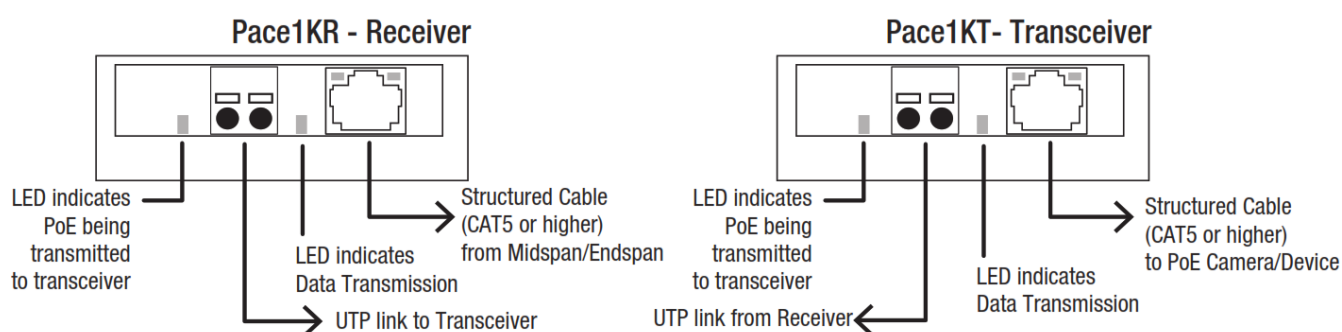 Pace1KR - Receiver
LED indicates
PoE being
transmitted
to transceiver
LED indicates
Data Transmission
Structured Cable
(CAT5 or higher)
from Midspan/Endspan
UTP link to Transceiver
Pace1KT- Transceiver
LED indicates
PoE being
transmitted
to transceiver
LED indicates
Data Transmission
Structured Cable
(CAT5 or higher)
to PoE Camera/Device
UTP link from Receiver